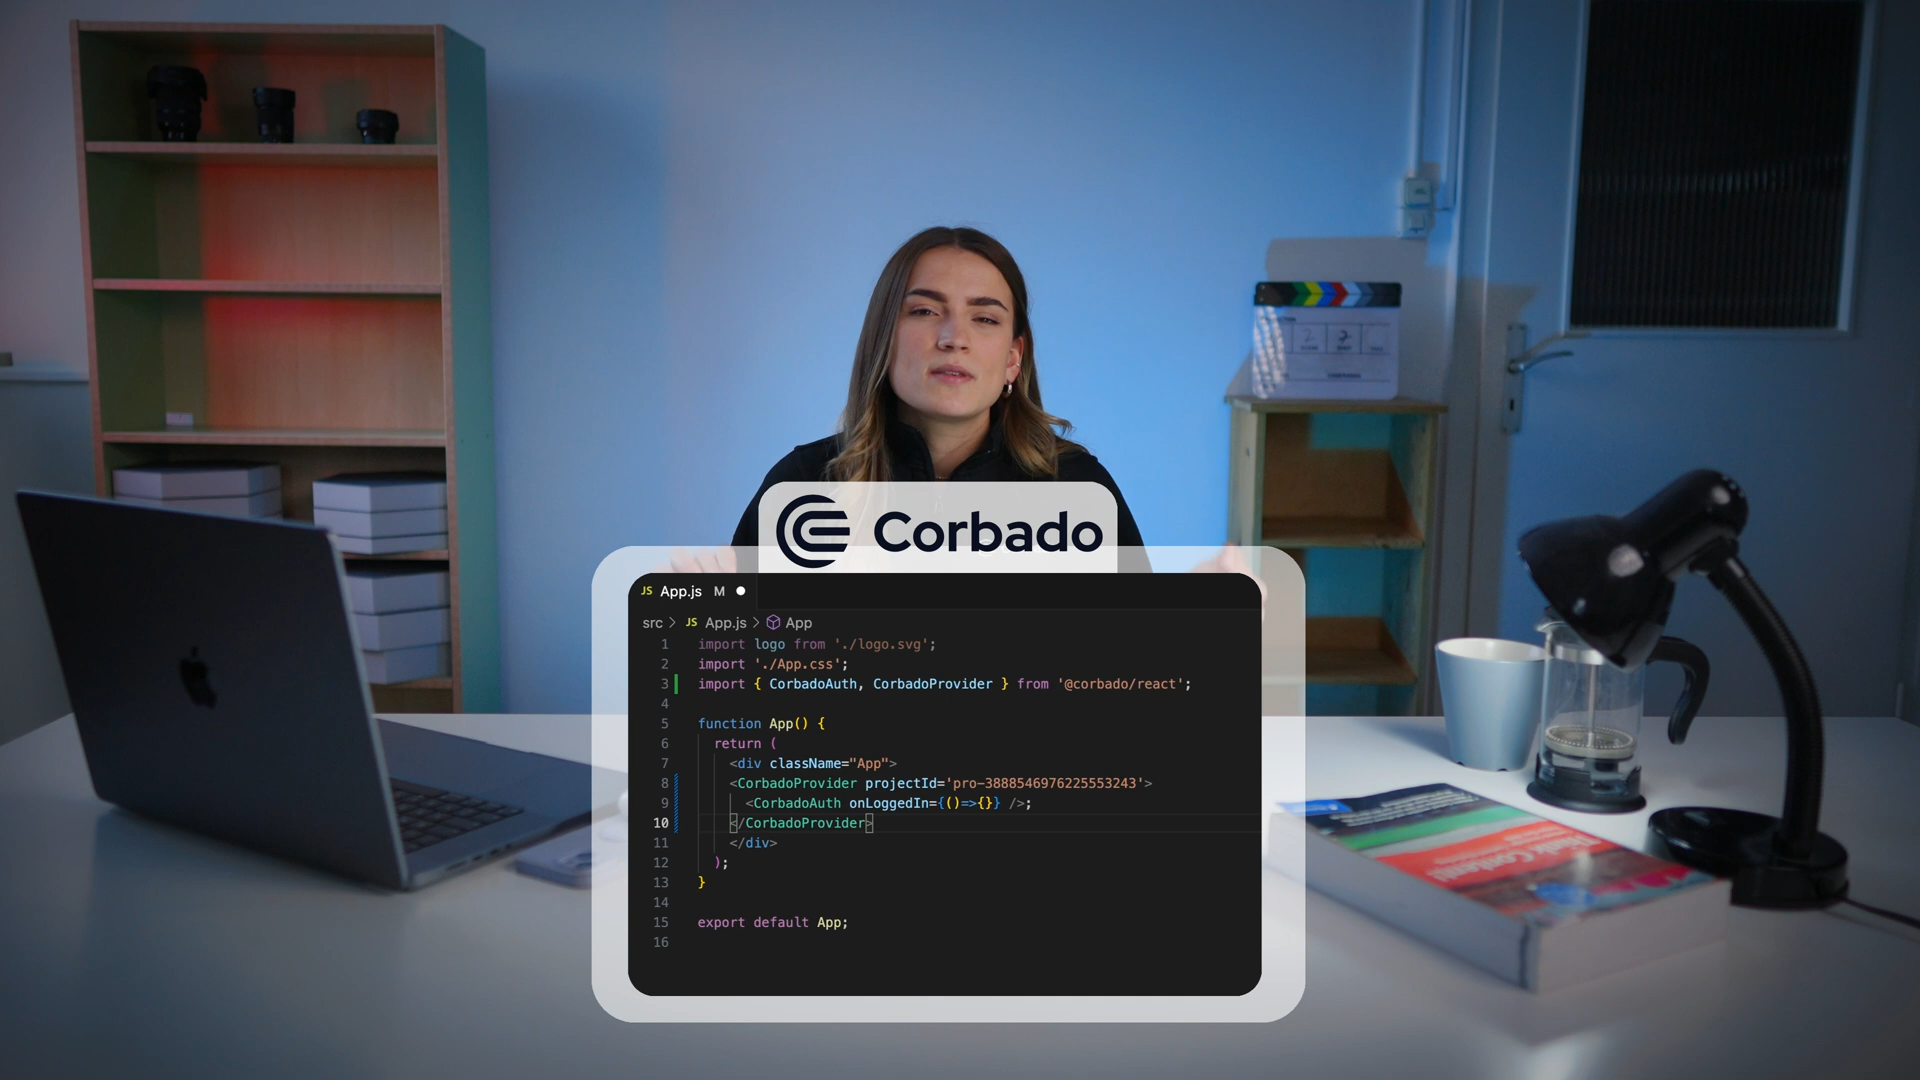 Corbado
JS App.js M
src > JS App.js > App
1 import logo from './logo.svg';
2 import './App.css';
3 import { CorbadoAuth, CorbadoProvider } from '@corbado/react';
4
5 function App() {
6 return (
7 <div className="App">
8 <CorbadoProvider projectId='pro-3888546976225553243'>
9 <CorbadoAuth onLoggedIn={()=>{}} />;
10 </CorbadoProvider>
11 </div>
12 );
13 }
14
15 export default App;
16
Think Content!